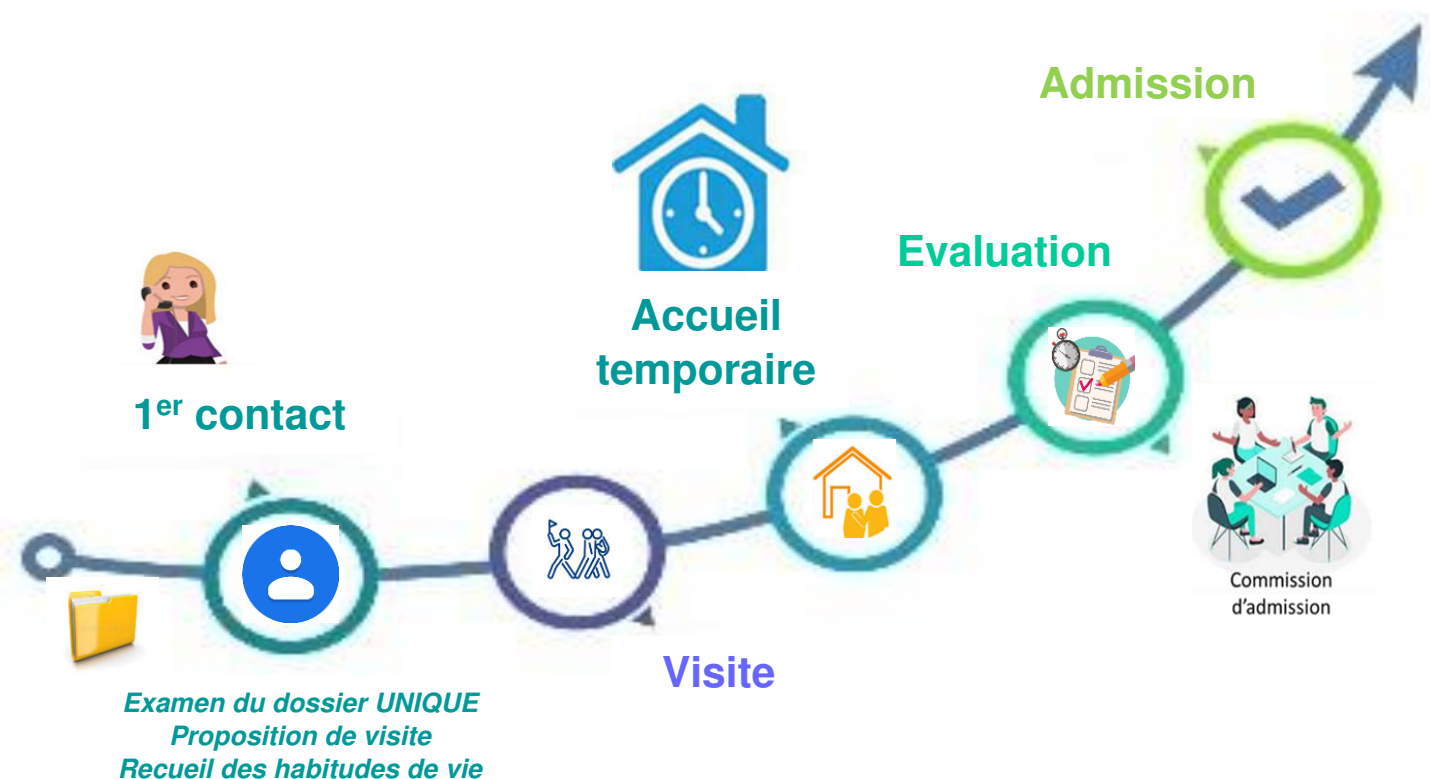 Admission
Evaluation
Accueil
temporaire
1er contact
Commission
d'admission
Visite
Examen du dossier UNIQUE
Proposition de visite
Recueil des habitudes de vie